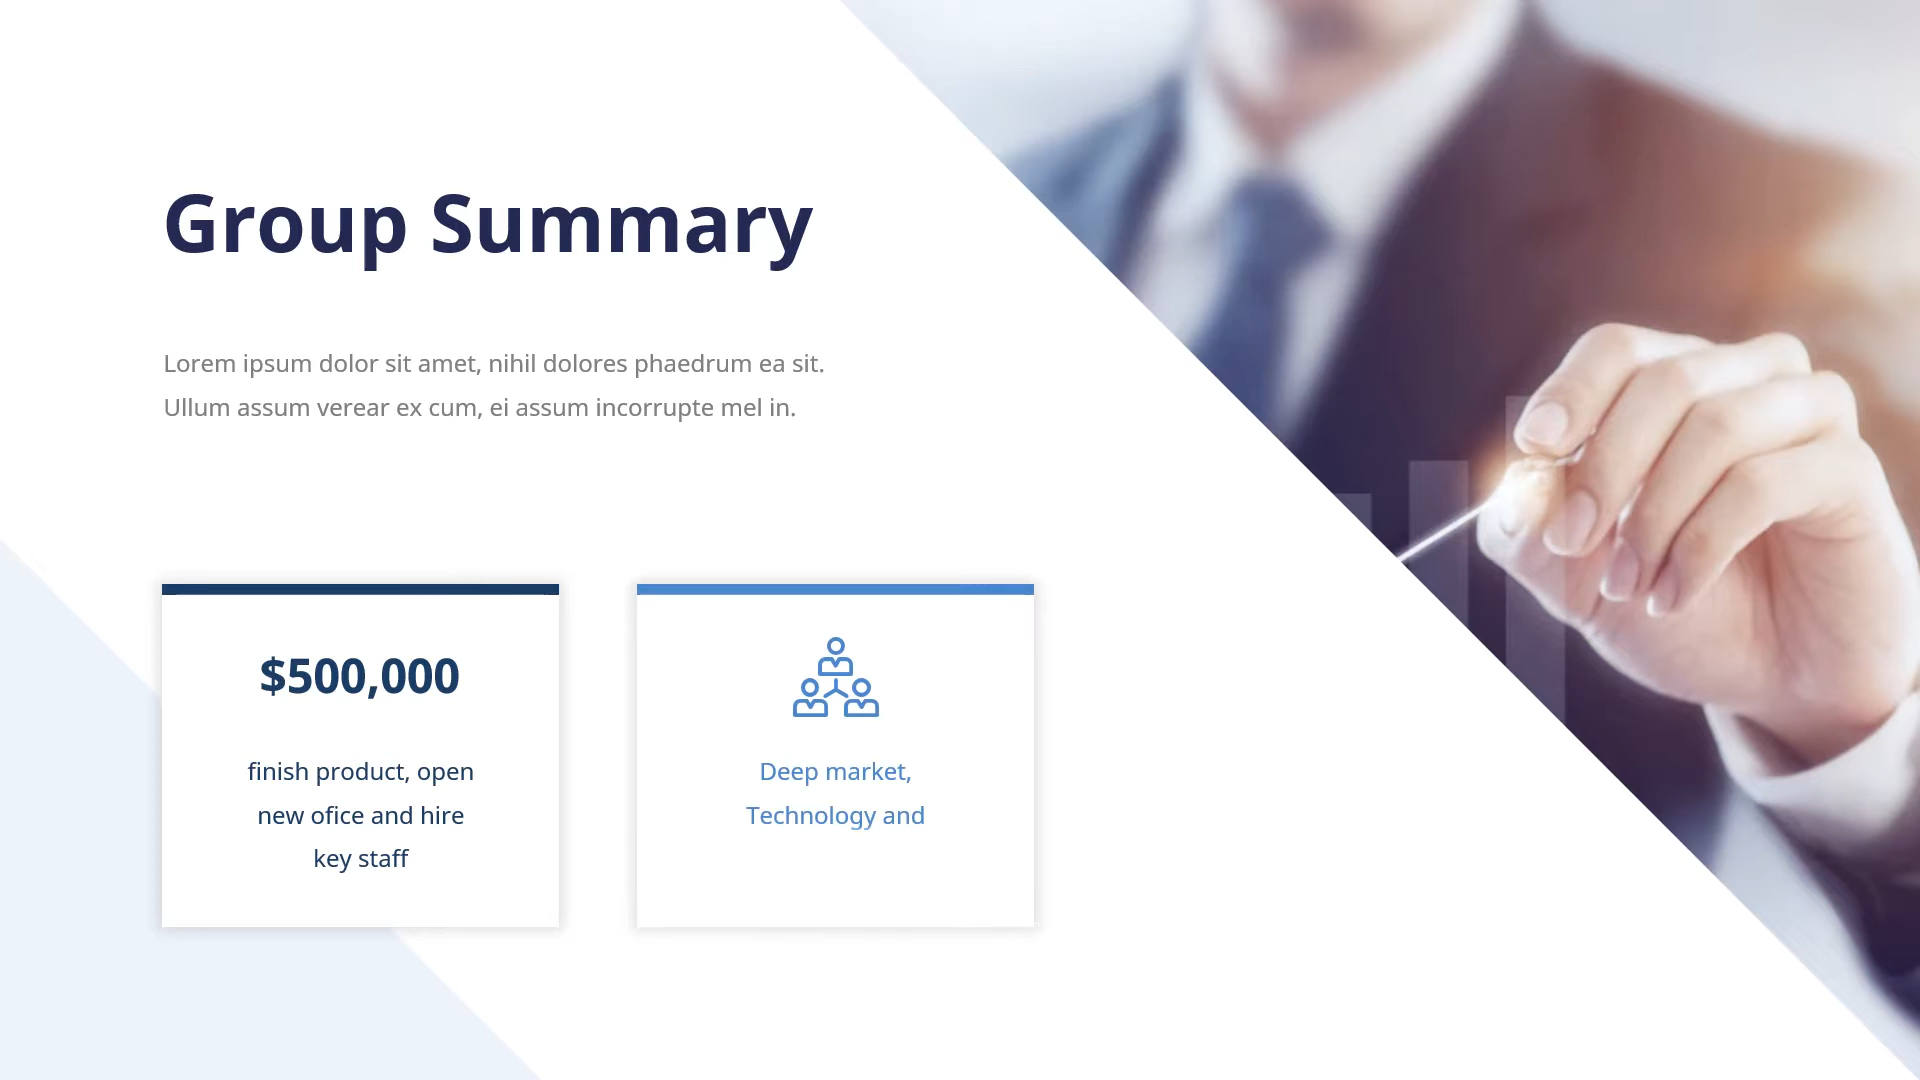 Group Summary
Lorem ipsum dolor sit amet, nihil dolores phaedrum ea sit.
Ullum assum verear ex cum, ei assum incorrupte mel in.
$500,000
finish product, open
new ofice and hire
key staff
Deep market,
Technology and